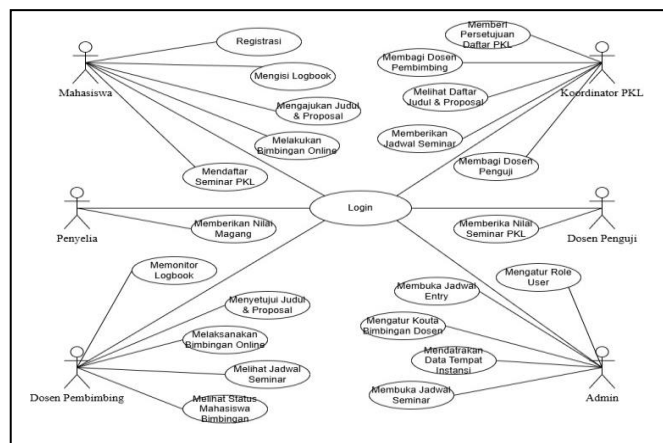 Registrasi
Mengisi Logbook
Mengajukan Judul
& Proposal
Melakukan
Bimbingan Online
Mendaftar
Seminar PKL
Mahasiswa
Memberi
Persetujuan
Daftar PKL
Membagi Dosen
Pembimbing
Melihat Daftar
Judul & Proposal
Memberikan
Jadwal Seminar
Membagi Dosen
Penguji
Koordinator PKL
Login
Penyelia
Memberikan Nilai
Magang
Memberika Nilai
Seminar PKL
Dosen Penguji
Memonitor
Logbook
Menyetujui Judul
& Proposal
Melaksanakan
Bimbingan Online
Melihat Jadwal
Seminar
Melihat Status
Mahasiswa
Bimbingan
Dosen Pembimbing
Mengatur Role
User
Membuka Jadwal
Entry
Mengatur Kouta
Bimbingan Dosen
Mendatrakan
Data Tempat
Instansi
Membuka Jadwal
Seminar
Admin